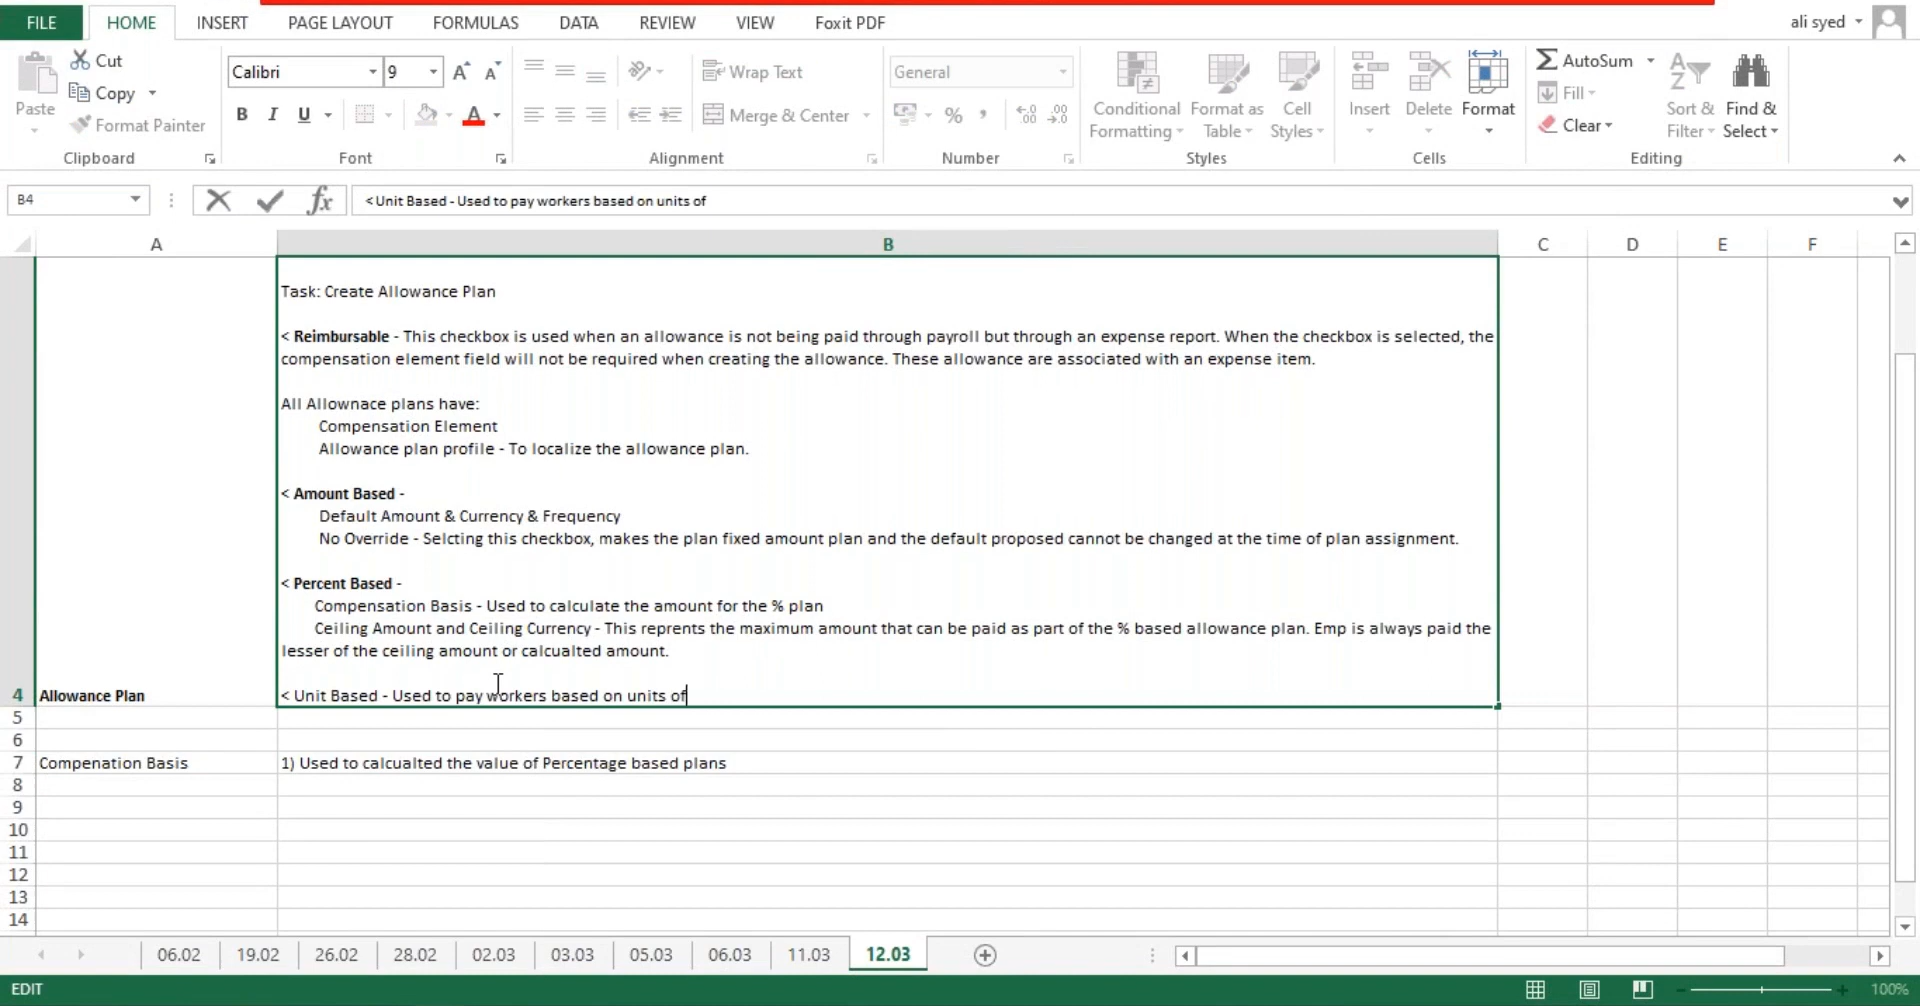 FILE HOME INSERT PAGE LAYOUT FORMULAS DATA REVIEW VIEW Foxit PDF ali syed
Cut
Copy
Format Painter
Paste
Clipboard
Calibri 9
B I U A
Font
Wrap Text
Merge & Center
Alignment
General
%
Number
Conditional Formatting
Format as Table
Cell Styles
Styles
Insert Delete Format
Cells
AutoSum
Fill
Clear
Sort & Filter
Find & Select
Editing
B4 fx < Unit Based - Used to pay workers based on units of
A B C D E F
Task: Create Allowance Plan
< Reimbursable - This checkbox is used when an allowance is not being paid through payroll but through an expense report. When the checkbox is selected, the
compensation element field will not be required when creating the allowance. These allowance are associated with an expense item.
All Allownace plans have:
Compensation Element
Allowance plan profile - To localize the allowance plan.
< Amount Based -
Default Amount & Currency & Frequency
No Override - Selcting this checkbox, makes the plan fixed amount plan and the default proposed cannot be changed at the time of plan assignment.
< Percent Based -
Compensation Basis - Used to calculate the amount for the % plan
Ceiling Amount and Ceiling Currency - This reprents the maximum amount that can be paid as part of the % based allowance plan. Emp is always paid the
lesser of the ceiling amount or calcualted amount.
4 Allowance Plan < Unit Based - Used to pay workers based on units of
5
6
7 Compenation Basis 1) Used to calcualted the value of Percentage based plans
8
9
10
11
12
13
14
06.02 19.02 26.02 28.02 02.03 03.03 05.03 06.03 11.03 12.03
EDIT 100%